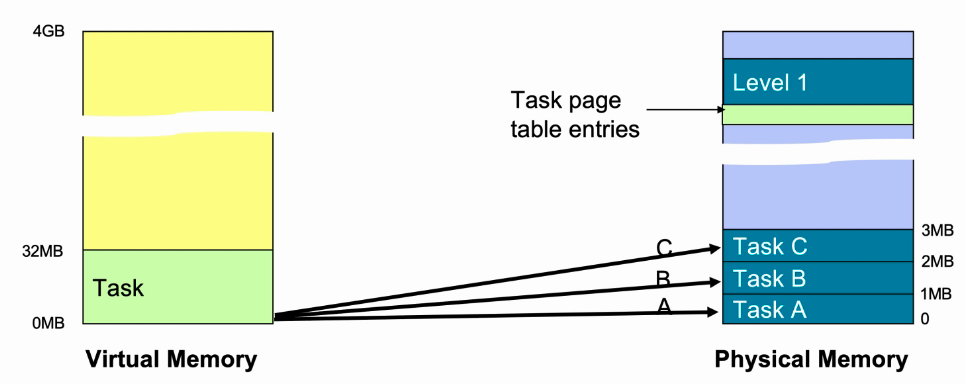 4GB
32MB
Task
0MB
Virtual Memory
Task page
table entries
C
B
A
Level 1
Task C
Task B
Task A
3MB
2MB
1MB
0
Physical Memory